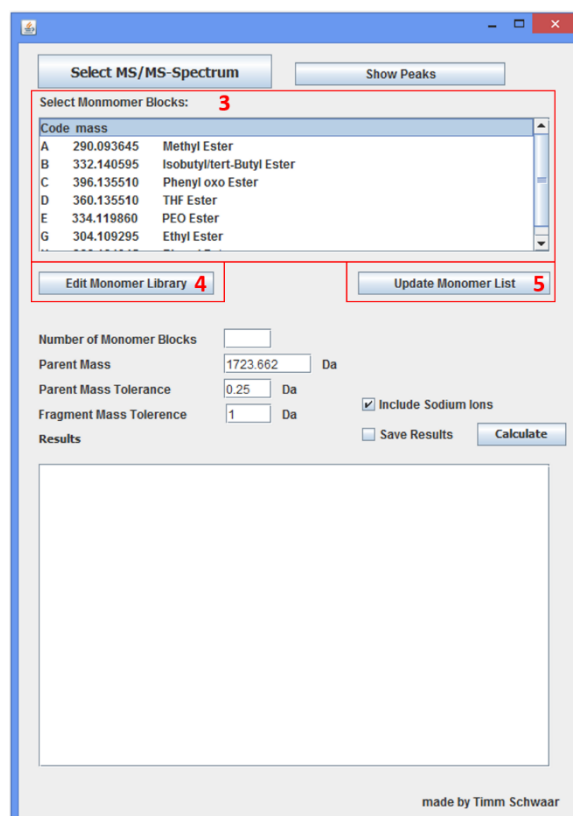 Select MS/MS-Spectrum Show Peaks
Select Monmomer Blocks: 3
Code mass
A 290.093645 Methyl Ester
B 332.140595 Isobutyl/tert-Butyl Ester
C 396.135510 Phenyl oxo Ester
D 360.135510 THF Ester
E 334.119860 PEO Ester
G 304.109295 Ethyl Ester
Edit Monomer Library 4 Update Monomer List 5
Number of Monomer Blocks
Parent Mass 1723.662 Da
Parent Mass Tolerance 0.25 Da
Include Sodium Ions
Fragment Mass Tolerence 1 Da
Save Results Calculate
Results
made by Timm Schwaar